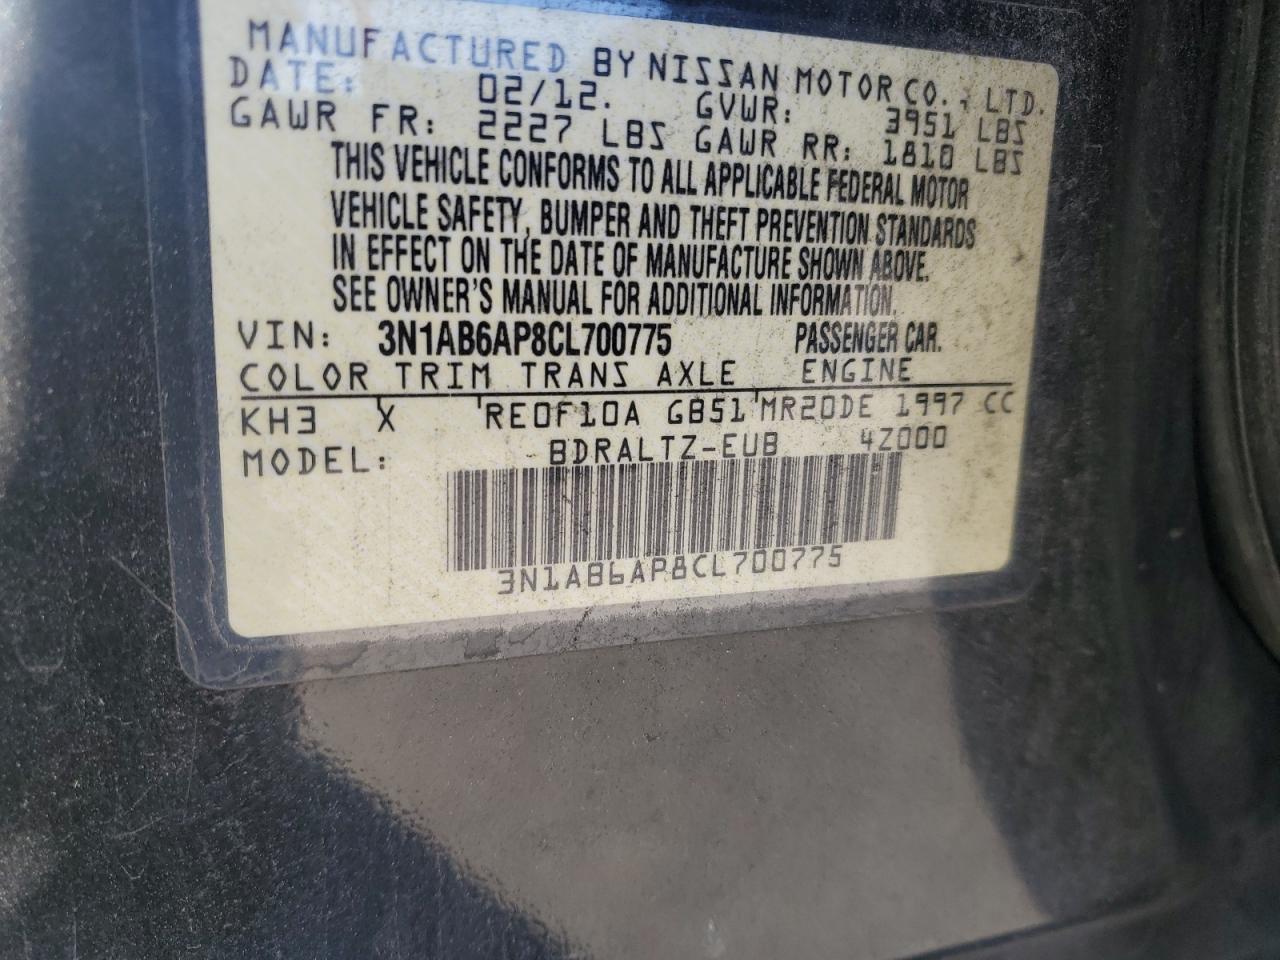 MANUFACTURED BY NISSAN MOTOR CO., LTD.
DATE: 02/12. GVWR: 3951 LBS
GAWR FR: 2227 LBS GAWR RR: 1810 LBS
THIS VEHICLE CONFORMS TO ALL APPLICABLE FEDERAL MOTOR
VEHICLE SAFETY, BUMPER AND THEFT PREVENTION STANDARDS
IN EFFECT ON THE DATE OF MANUFACTURE SHOWN ABOVE.
SEE OWNER'S MANUAL FOR ADDITIONAL INFORMATION.
VIN: 3N1AB6AP8CL700775 PASSENGER CAR.
COLOR TRIM TRANS AXLE ENGINE
KH3 X RE0F10A GB51 MR20DE 1997 CC
MODEL: BDRALTZ-EUB 4Z000
3N1AB6AP8CL700775